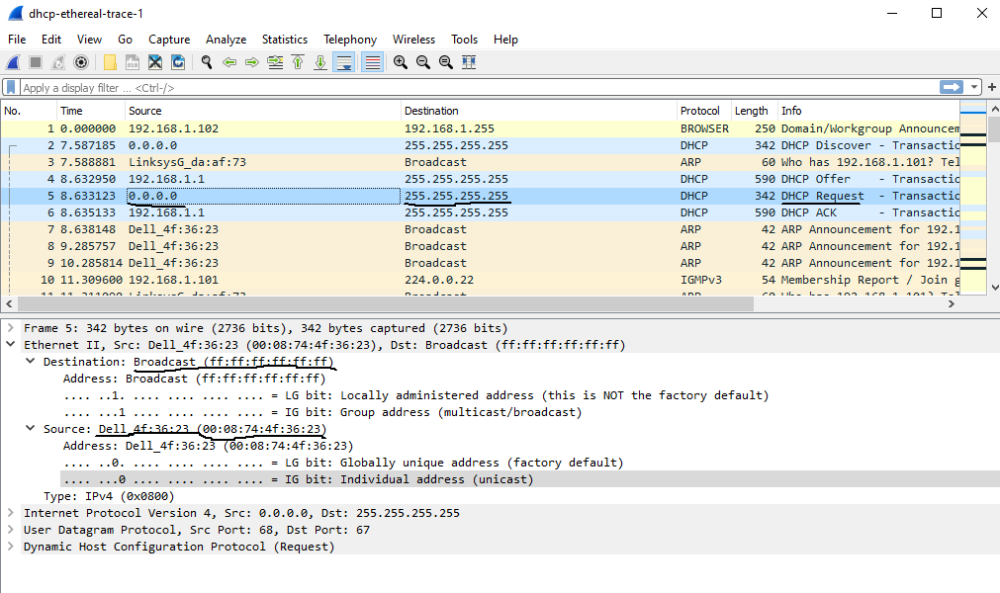 dhcp-ethereal-trace-1
File Edit View Go Capture Analyze Statistics Telephony Wireless Tools Help
Apply a display filter ... <Ctrl-/>
No. Time Source Destination Protocol Length Info
1 0.000000 192.168.1.102 192.168.1.255 BROWSER 250 Domain/Workgroup Announcem
2 7.587185 0.0.0.0 255.255.255.255 DHCP 342 DHCP Discover - Transactio
3 7.588881 LinksysG_da:af:73 Broadcast ARP 60 Who has 192.168.1.101? Tel
4 8.632950 192.168.1.1 255.255.255.255 DHCP 590 DHCP Offer - Transactio
5 8.633123 0.0.0.0 255.255.255.255 DHCP 342 DHCP Request - Transactio
6 8.635133 192.168.1.1 255.255.255.255 DHCP 590 DHCP ACK - Transactio
7 8.638148 Dell_4f:36:23 Broadcast ARP 42 ARP Announcement for 192.1
8 9.285757 Dell_4f:36:23 Broadcast ARP 42 ARP Announcement for 192.1
9 10.285814 Dell_4f:36:23 Broadcast ARP 42 ARP Announcement for 192.1
10 11.309600 192.168.1.101 224.0.0.22 IGMPv3 54 Membership Report / Join g
Frame 5: 342 bytes on wire (2736 bits), 342 bytes captured (2736 bits)
Ethernet II, Src: Dell_4f:36:23 (00:08:74:4f:36:23), Dst: Broadcast (ff:ff:ff:ff:ff:ff)
Destination: Broadcast (ff:ff:ff:ff:ff:ff)
Address: Broadcast (ff:ff:ff:ff:ff:ff)
.... ..1. .... .... .... .... = LG bit: Locally administered address (this is NOT the factory default)
.... ...1 .... .... .... .... = IG bit: Group address (multicast/broadcast)
Source: Dell_4f:36:23 (00:08:74:4f:36:23)
Address: Dell_4f:36:23 (00:08:74:4f:36:23)
.... ..0. .... .... .... .... = LG bit: Globally unique address (factory default)
.... ...0 .... .... .... .... = IG bit: Individual address (unicast)
Type: IPv4 (0x0800)
Internet Protocol Version 4, Src: 0.0.0.0, Dst: 255.255.255.255
User Datagram Protocol, Src Port: 68, Dst Port: 67
Dynamic Host Configuration Protocol (Request)